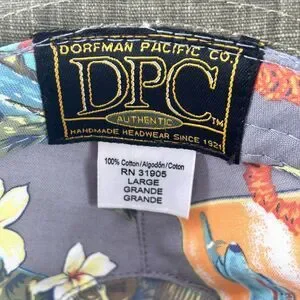 DORFMAN PACIFIC CO.
DPC TM
AUTHENTIC
HANDMADE HEADWEAR SINCE 1921
100% Cotton/Algodón/Coton
RN 31905
LARGE
GRANDE
GRANDE